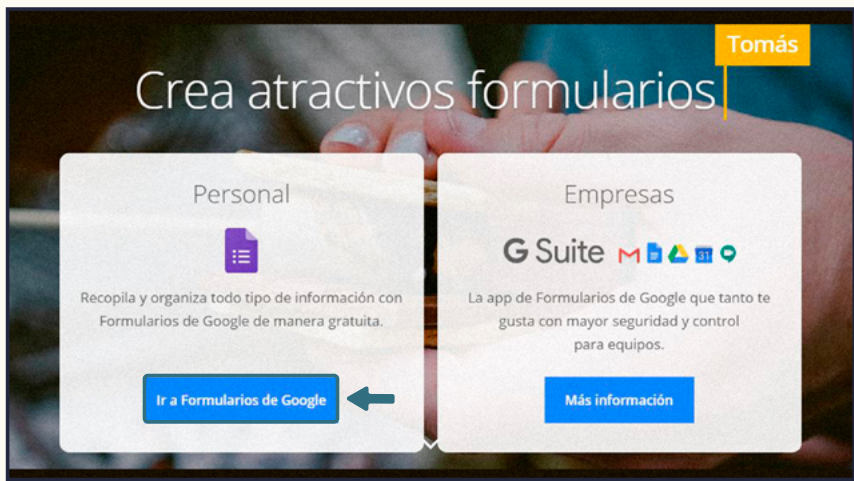 Tomás
Crea atractivos formularios
Personal
Recopila y organiza todo tipo de información con
Formularios de Google de manera gratuita.
Ir a Formularios de Google
Empresas
G Suite
31
La app de Formularios de Google que tanto te
gusta con mayor seguridad y control
para equipos.
Más información